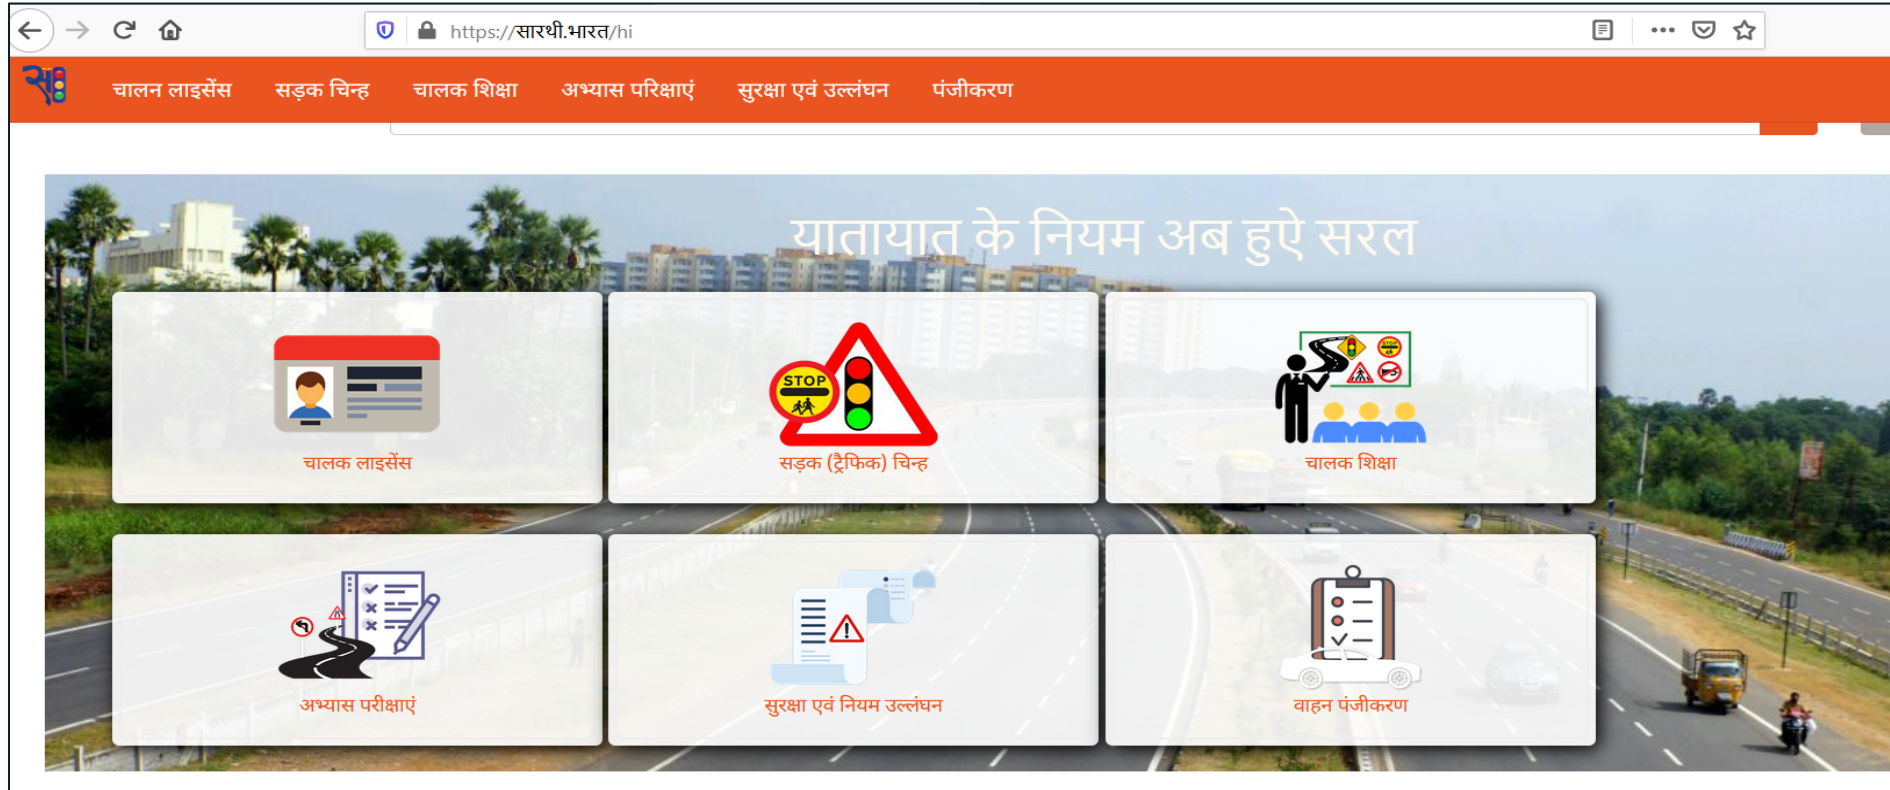 https://सारथी.भारत/hi
चालन लाइसेंस सड़क चिन्ह चालक शिक्षा अभ्यास परिक्षाएं सुरक्षा एवं उल्लंघन पंजीकरण
यातायात के नियम अब हुऐ सरल
STOP
STOP
चालक लाइसेंस सड़क (ट्रैफिक) चिन्ह चालक शिक्षा
अभ्यास परीक्षाएं सुरक्षा एवं नियम उल्लंघन वाहन पंजीकरण